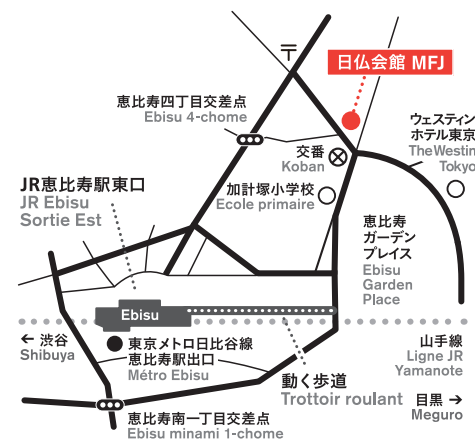 〒
日仏会館 MFJ
恵比寿四丁目交差点
Ebisu 4-chome
ウェスティン
ホテル東京
The Westin
Tokyo
交番
Koban
加計塚小学校
Ecole primaire
JR恵比寿駅東口
JR Ebisu
Sortie Est
恵比寿
ガーデン
プレイス
Ebisu
Garden
Place
Ebisu
← 渋谷
Shibuya
東京メトロ日比谷線
恵比寿駅出口
Métro Ebisu
動く歩道
Trottoir roulant
山手線
Ligne JR
Yamanote
目黒 →
Meguro
恵比寿南一丁目交差点
Ebisu minami 1-chome